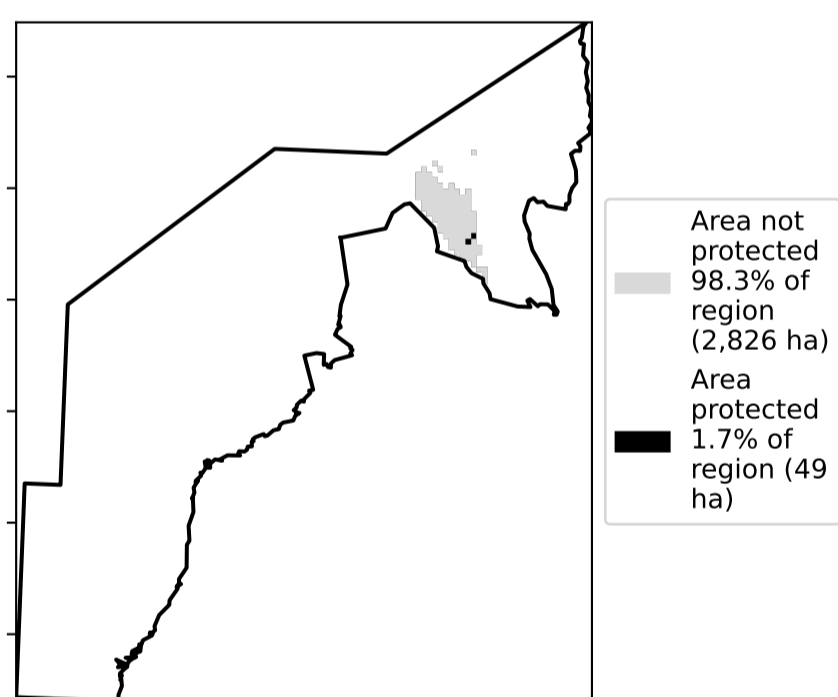 Area not
protected
98.3% of
region
(2,826 ha)
Area
protected
1.7% of
region (49
ha)